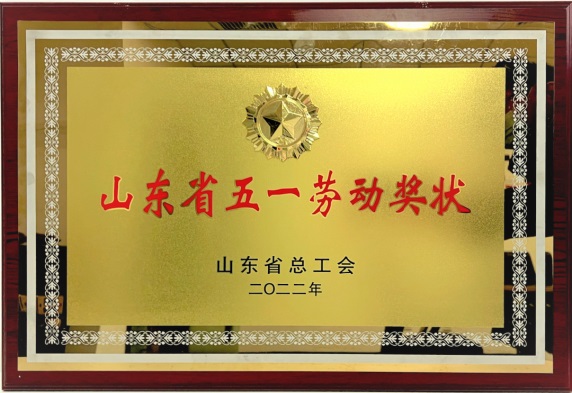 山东省五一劳动奖状
山东省总工会
二〇二二年